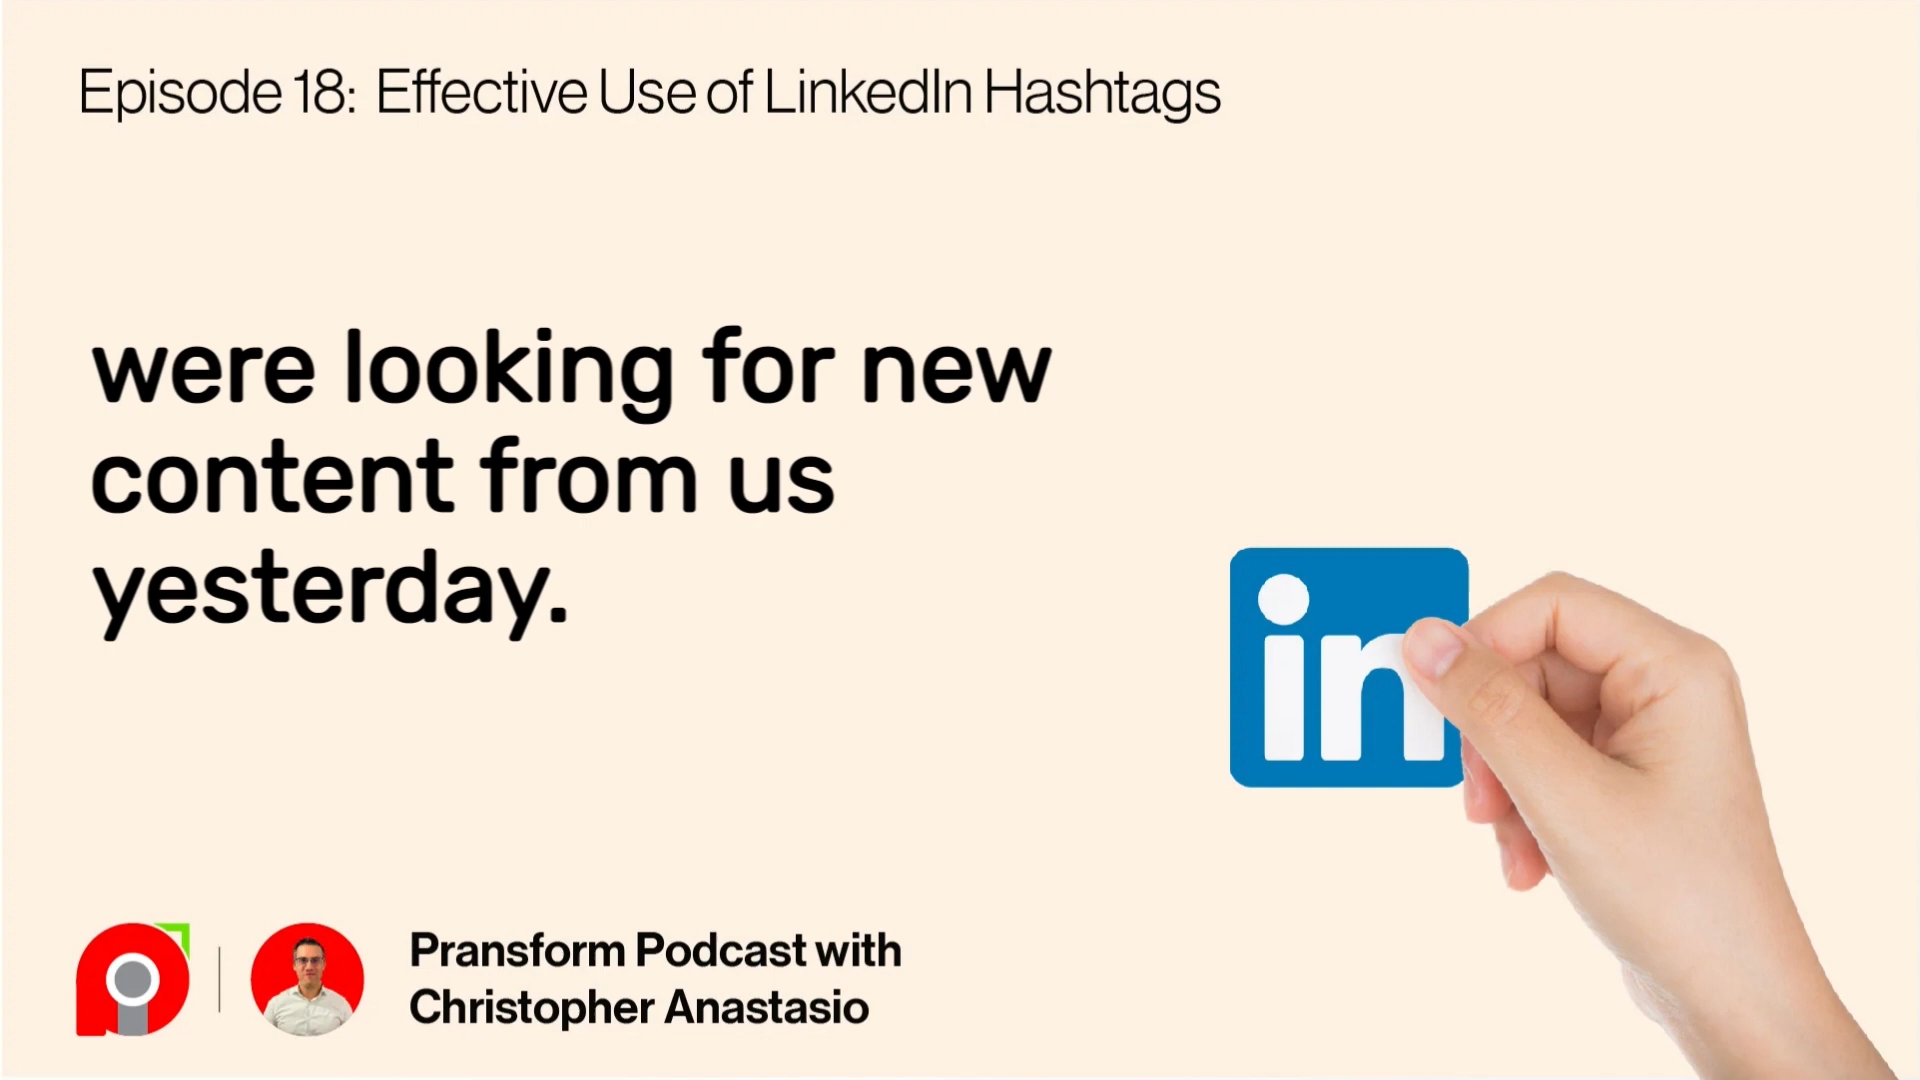 Episode 18: Effective Use of LinkedIn Hashtags
were looking for new
content from us
yesterday.
in
Pransform Podcast with
Christopher Anastasio